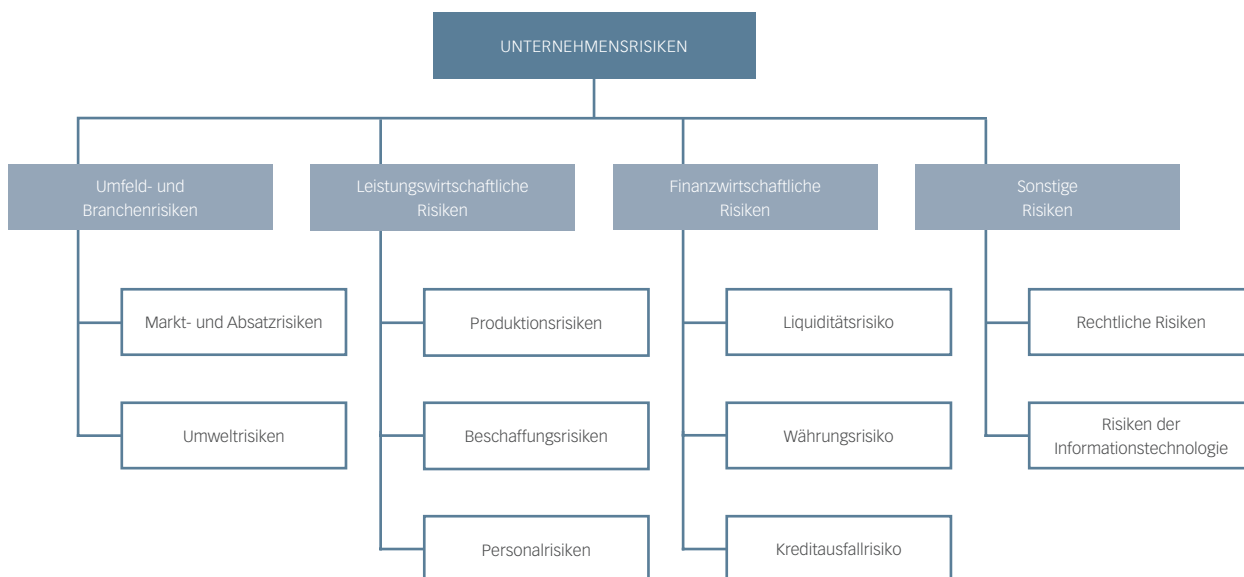 UNTERNEHMENSRISIKEN
Umfeld- und
Branchenrisiken
Leistungswirtschaftliche
Risiken
Finanzwirtschaftliche
Risiken
Sonstige
Risiken
Markt- und Absatzrisiken
Produktionsrisiken
Liquiditätsrisiko
Rechtliche Risiken
Umweltrisiken
Beschaffungsrisiken
Währungsrisiko
Risiken der
Informationstechnologie
Personalrisiken
Kreditausfallrisiko